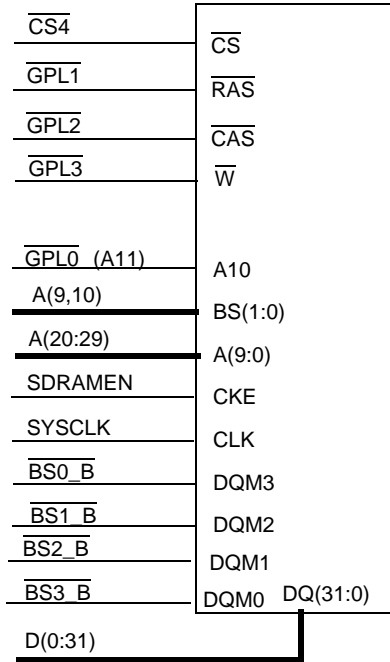 CS4
CS
GPL1
RAS
GPL2
CAS
GPL3
W
GPL0 (A11)
A10
A(9,10)
BS(1:0)
A(20:29)
A(9:0)
SDRAMEN
CKE
SYSCLK
CLK
BS0_B
DQM3
BS1_B
DQM2
BS2_B
DQM1
BS3_B
DQM0 DQ(31:0)
D(0:31)